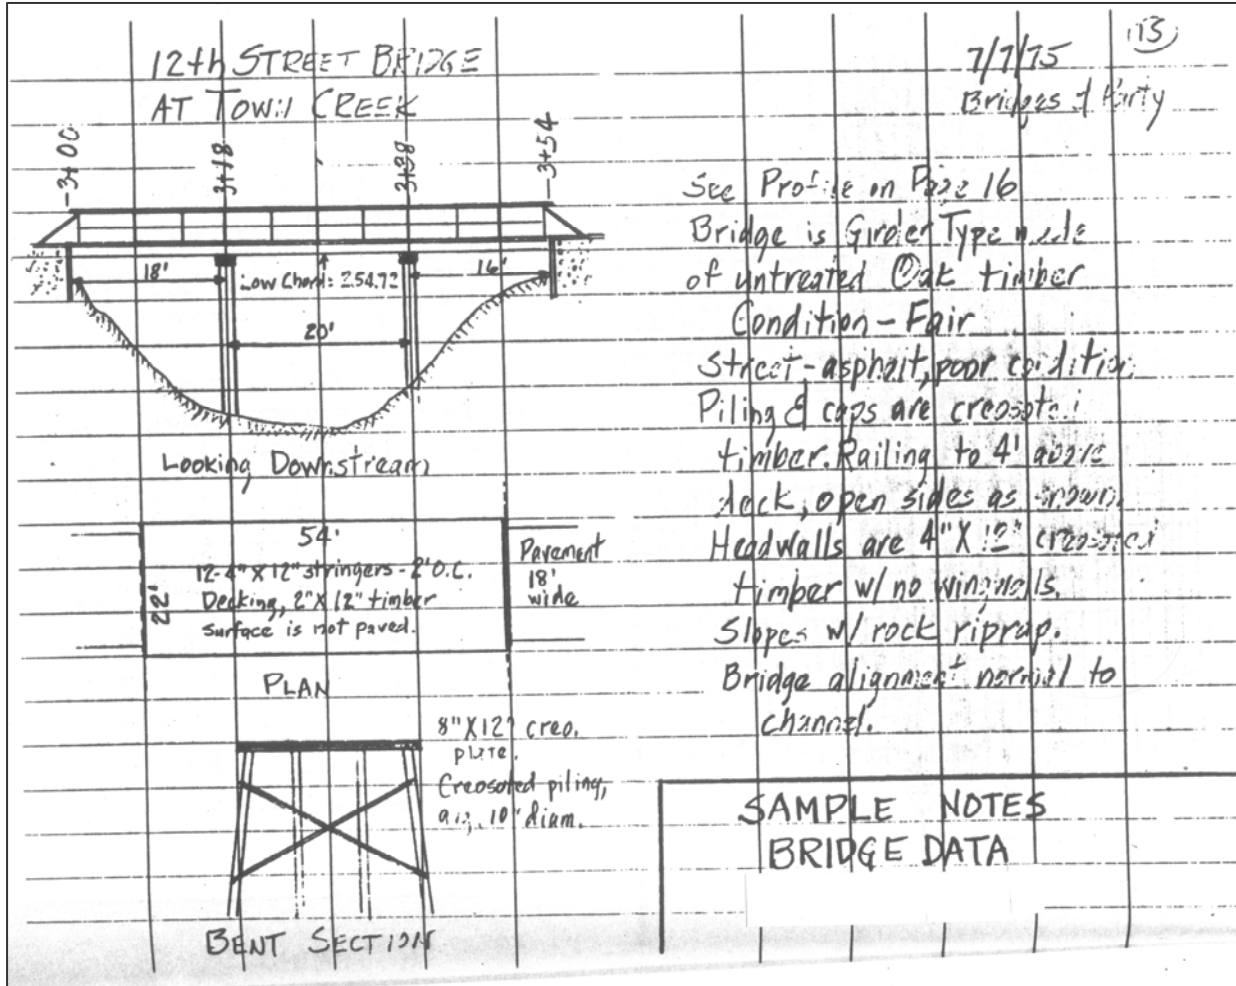 12th STREET BRIDGE
AT TOWN CREEK
7/7/75
Bridges & Party
3+00
3+18
3+38
3+54
18'
Low Chord: 254.72
16'
20'
Looking Downstream
54'
22'
12-4"X12" stringers-2'O.C.
Decking, 2"X12" timber
Surface is not paved.
Pavement
18'
wide
PLAN
8"X12" creo.
plate.
Creosoted piling,
10" diam.
BENT SECTION
See Profile on Page 16
Bridge is Girder Type made
of untreated Oak timber
Condition - Fair
Street-asphalt, poor condition
Piling & caps are creosoted
timber. Railing to 4' above
deck, open sides as shown.
Headwalls are 4"X12" creosoted
timber w/ no wingwalls.
Slopes w/ rock riprap.
Bridge alignment normal to
channel.
SAMPLE NOTES
BRIDGE DATA